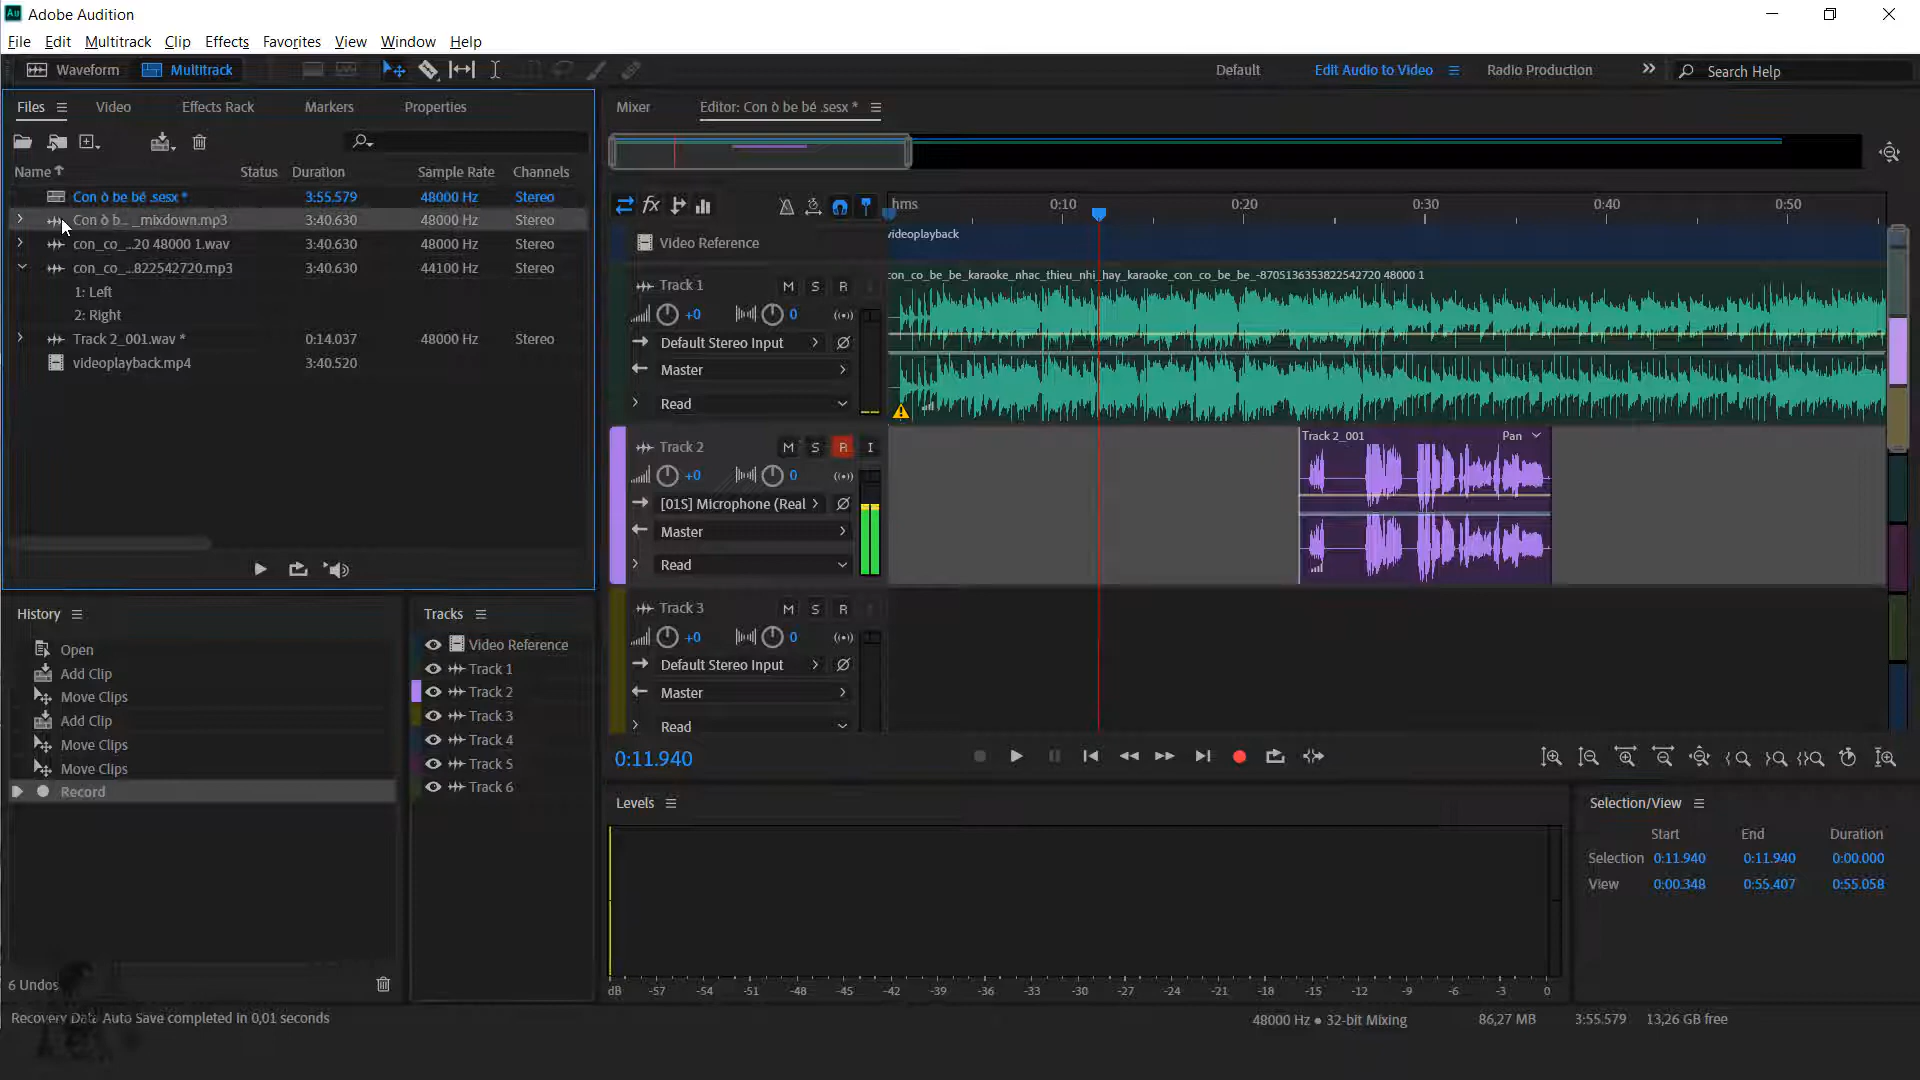 Adobe Audition
File Edit Multitrack Clip Effects Favorites View Window Help
Waveform Multitrack Default Edit Audio to Video Radio Production Search Help
Files Video Effects Rack Markers Properties
Name Status Duration Sample Rate Channels
Con ò be bé .sesx * 3:55.579 48000 Hz Stereo
Con ò b... _mixdown.mp3 3:40.630 48000 Hz Stereo
con_co_...20 48000 1.wav 3:40.630 48000 Hz Stereo
con_co_...822542720.mp3 3:40.630 44100 Hz Stereo
1: Left
2: Right
Track 2_001.wav * 0:14.037 48000 Hz Stereo
videoplayback.mp4 3:40.520
Mixer Editor: Con ò be bé .sesx *
fx
hms 0:10 0:20 0:30 0:40 0:50
Video Reference
videoplayback
Track 1 M S R
con_co_be_be_karaoke_nhac_thieu_nhi_hay_karaoke_con_co_be_be_-8705136353822542720 48000 1
+0 0
Default Stereo Input
Master
Read
Track 2 M S R I
Track 2_001 Pan
+0 0
[01S] Microphone (Real
Master
Read
Track 3 M S R
+0 0
Default Stereo Input
Master
Read
0:11.940
History
Open
Add Clip
Move Clips
Add Clip
Move Clips
Move Clips
Record
6 Undos
Tracks
Video Reference
Track 1
Track 2
Track 3
Track 4
Track 5
Track 6
Levels
dB -57 -54 -51 -48 -45 -42 -39 -36 -33 -30 -27 -24 -21 -18 -15 -12 -9 -6 -3 0
Selection/View
Start End Duration
Selection 0:11.940 0:11.940 0:00.000
View 0:00.348 0:55.407 0:55.058
Recovery Data Auto Save completed in 0,01 seconds
48000 Hz ● 32-bit Mixing 86,27 MB 3:55.579 13,26 GB free